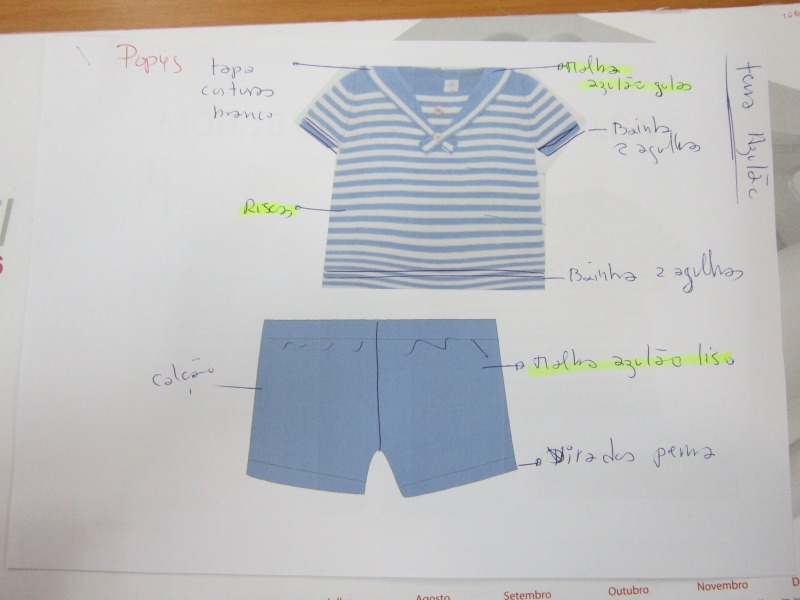 Popys
tapa
costuras
branco
Malha
azulão golas
Bainha
2 agulhas
tema Azulão
Riscas
Bainha 2 agulhas
calção
Malha azulão liso
Virados perna
Agosto
Setembro
Outubro
Novembro